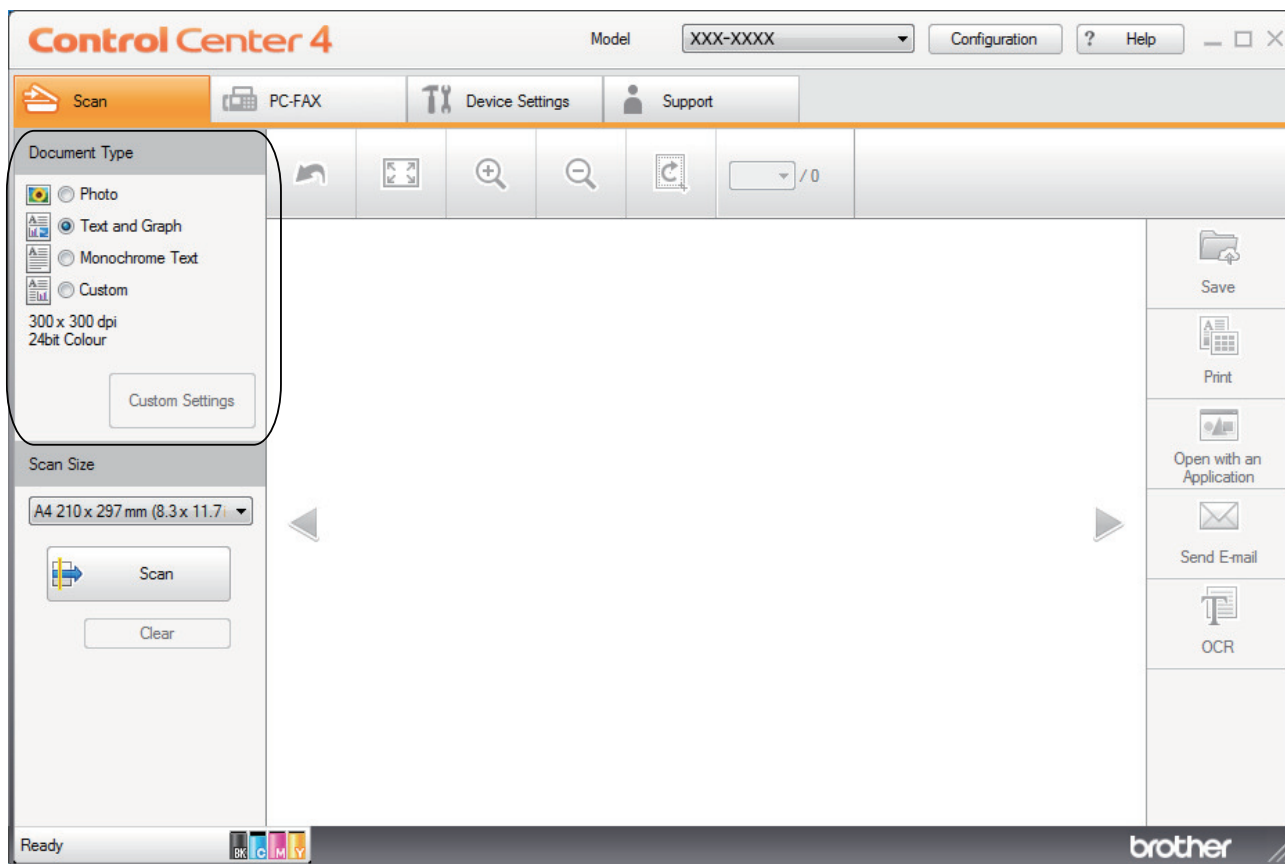 Control Center 4
Model
XXX-XXXX
Configuration
? Help
Scan
PC-FAX
Device Settings
Support
Document Type
Photo
Text and Graph
Monochrome Text
Custom
300 x 300 dpi
24bit Colour
Custom Settings
/ 0
Scan Size
A4 210 x 297 mm (8.3 x 11.7 i
Scan
Clear
Save
Print
Open with an
Application
Send E-mail
OCR
Ready
BK C M Y
brother